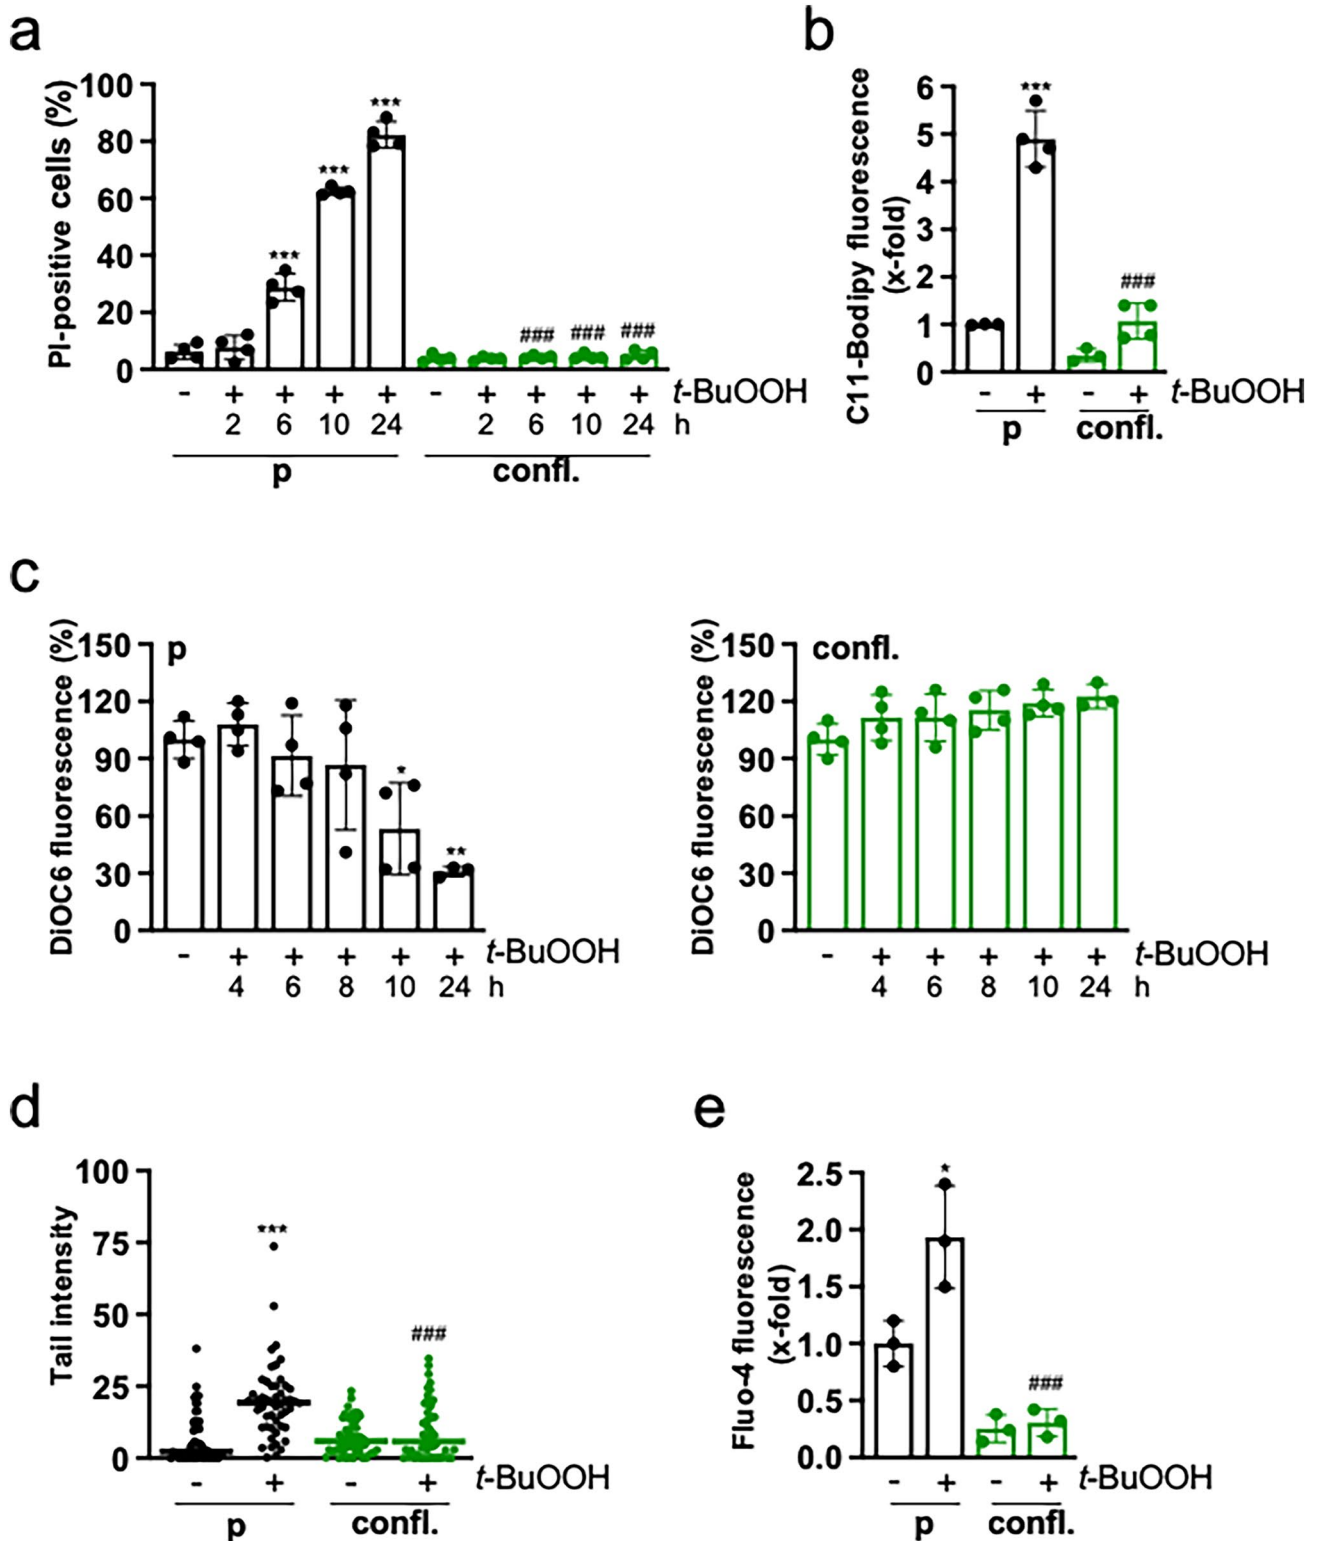 a
PI-positive cells (%)
100
80
60
40
20
0
***
***
***
###
###
###
- + + + + - + + + + t-BuOOH
2 6 10 24 2 6 10 24 h
p confl.
b
C11-Bodipy fluorescence
(x-fold)
6
5
4
3
2
1
0
***
###
- + - + t-BuOOH
p confl.
c
DiOC6 fluorescence (%)
150
120
90
60
30
0
p
*
**
- + + + + + t-BuOOH
4 6 8 10 24 h
DiOC6 fluorescence (%)
150
120
90
60
30
0
confl.
- + + + + + t-BuOOH
4 6 8 10 24 h
d
Tail intensity
100
75
50
25
0
***
###
- + - + t-BuOOH
p confl.
e
Fluo-4 fluorescence
(x-fold)
2.5
2.0
1.5
1.0
0.5
0.0
*
###
- + - + t-BuOOH
p confl.